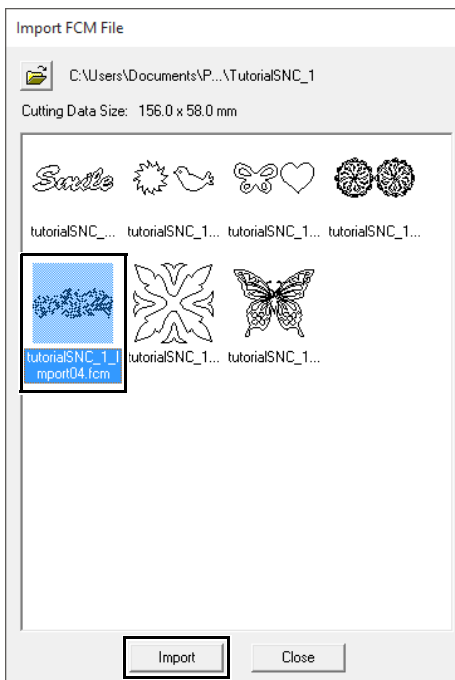 Import FCM File
C:\Users\Documents\P...\TutorialSNC_1
Cutting Data Size: 156.0 x 58.0 mm
Smile
tutorialSNC_... tutorialSNC_1... tutorialSNC_1... tutorialSNC_1...
tutorialSNC_1_I
mport04.fcm
tutorialSNC_1... tutorialSNC_1...
Import Close